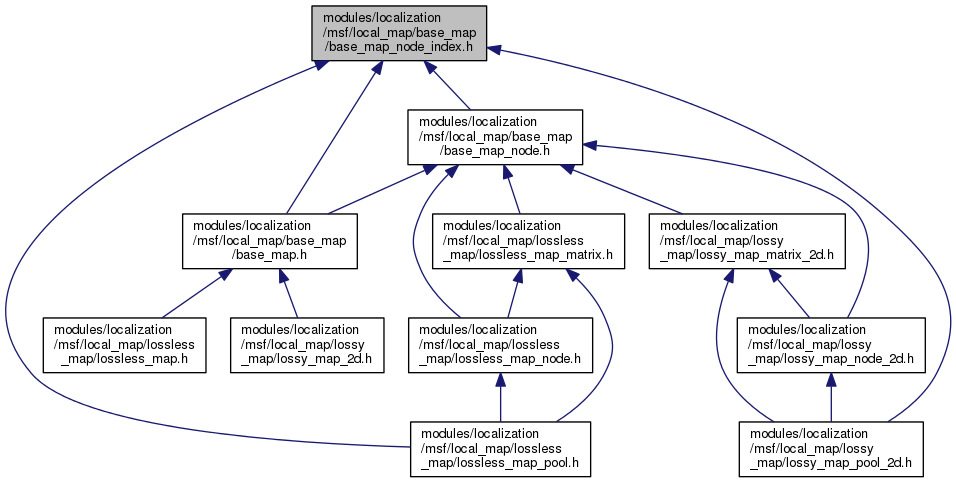 modules/localization
/msf/local_map/base_map
/base_map_node_index.h
modules/localization
/msf/local_map/base_map
/base_map_node.h
modules/localization
/msf/local_map/base_map
/base_map.h
modules/localization
/msf/local_map/lossless
_map/lossless_map_matrix.h
modules/localization
/msf/local_map/lossy
_map/lossy_map_matrix_2d.h
modules/localization
/msf/local_map/lossless
_map/lossless_map.h
modules/localization
/msf/local_map/lossy
_map/lossy_map_2d.h
modules/localization
/msf/local_map/lossless
_map/lossless_map_node.h
modules/localization
/msf/local_map/lossy
_map/lossy_map_node_2d.h
modules/localization
/msf/local_map/lossless
_map/lossless_map_pool.h
modules/localization
/msf/local_map/lossy
_map/lossy_map_pool_2d.h